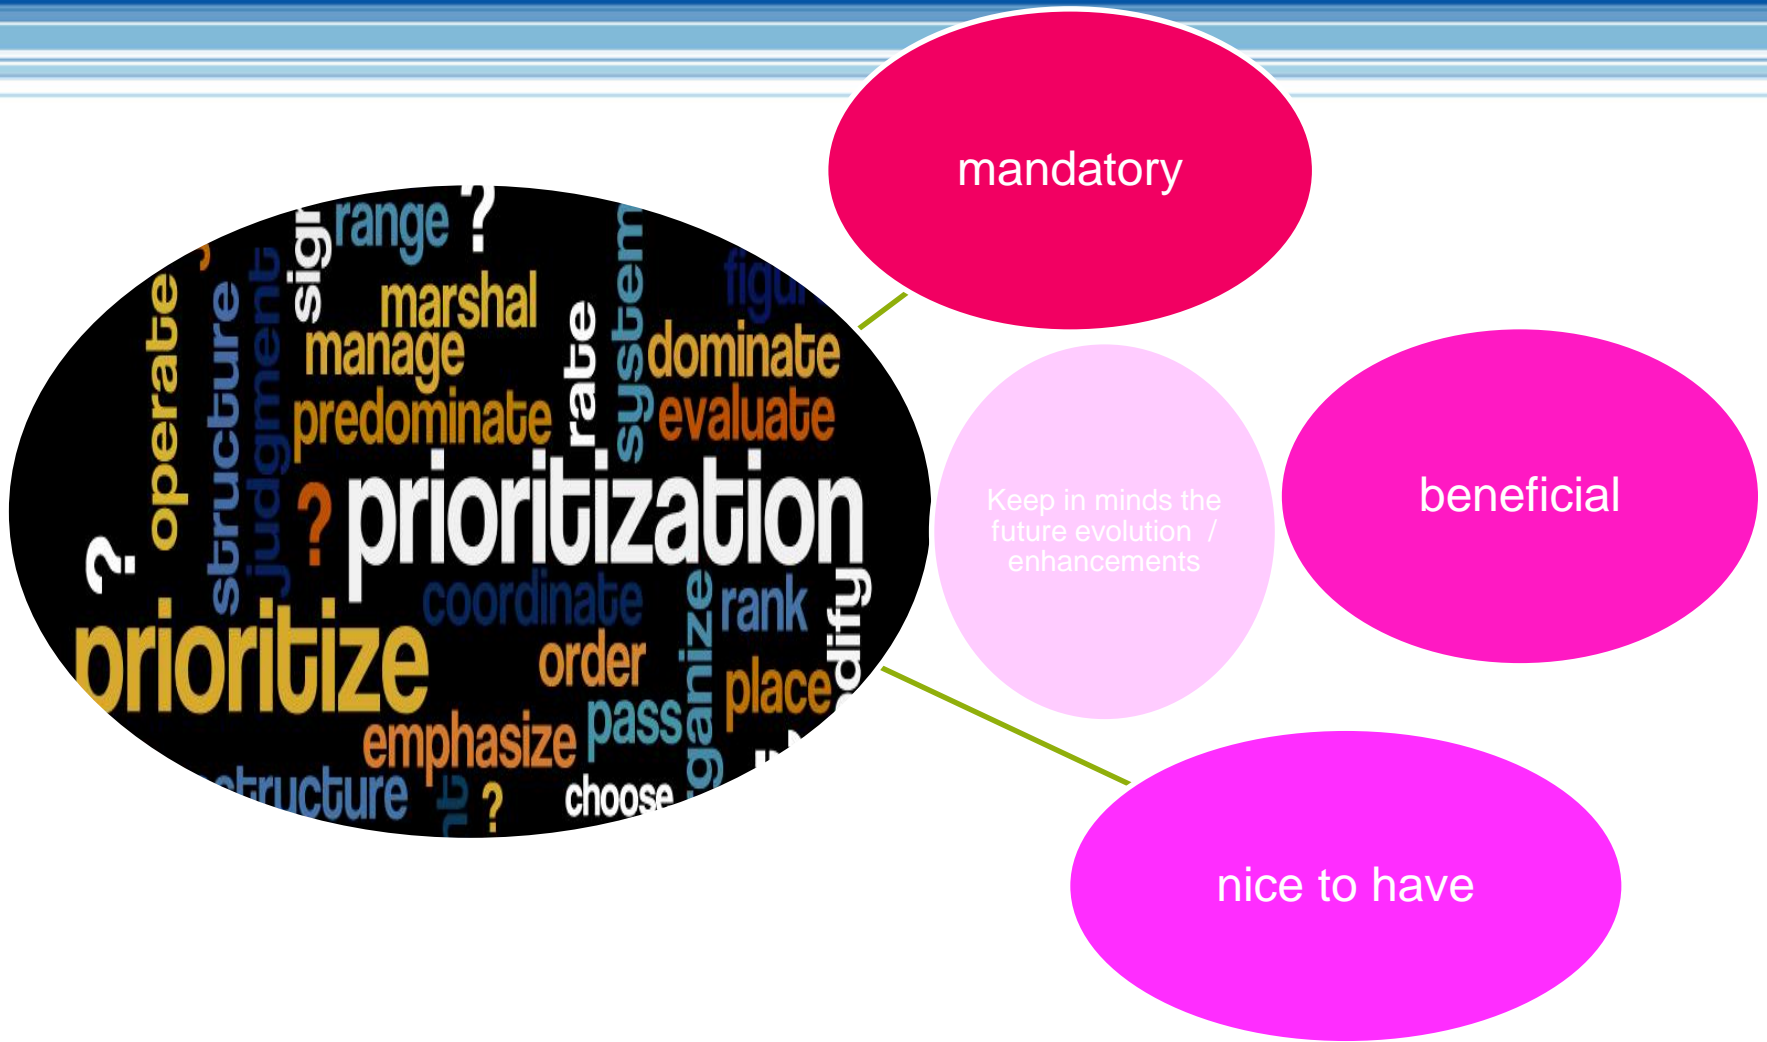 mandatory
range ?
marshal
manage
dominate
predominate
evaluate
operate
structure
judgment
rate
system
? prioritization
?
coordinate
rank
prioritize
order
place
pass
emphasize
choose
?
Keep in minds the
future evolution /
enhancements
beneficial
nice to have